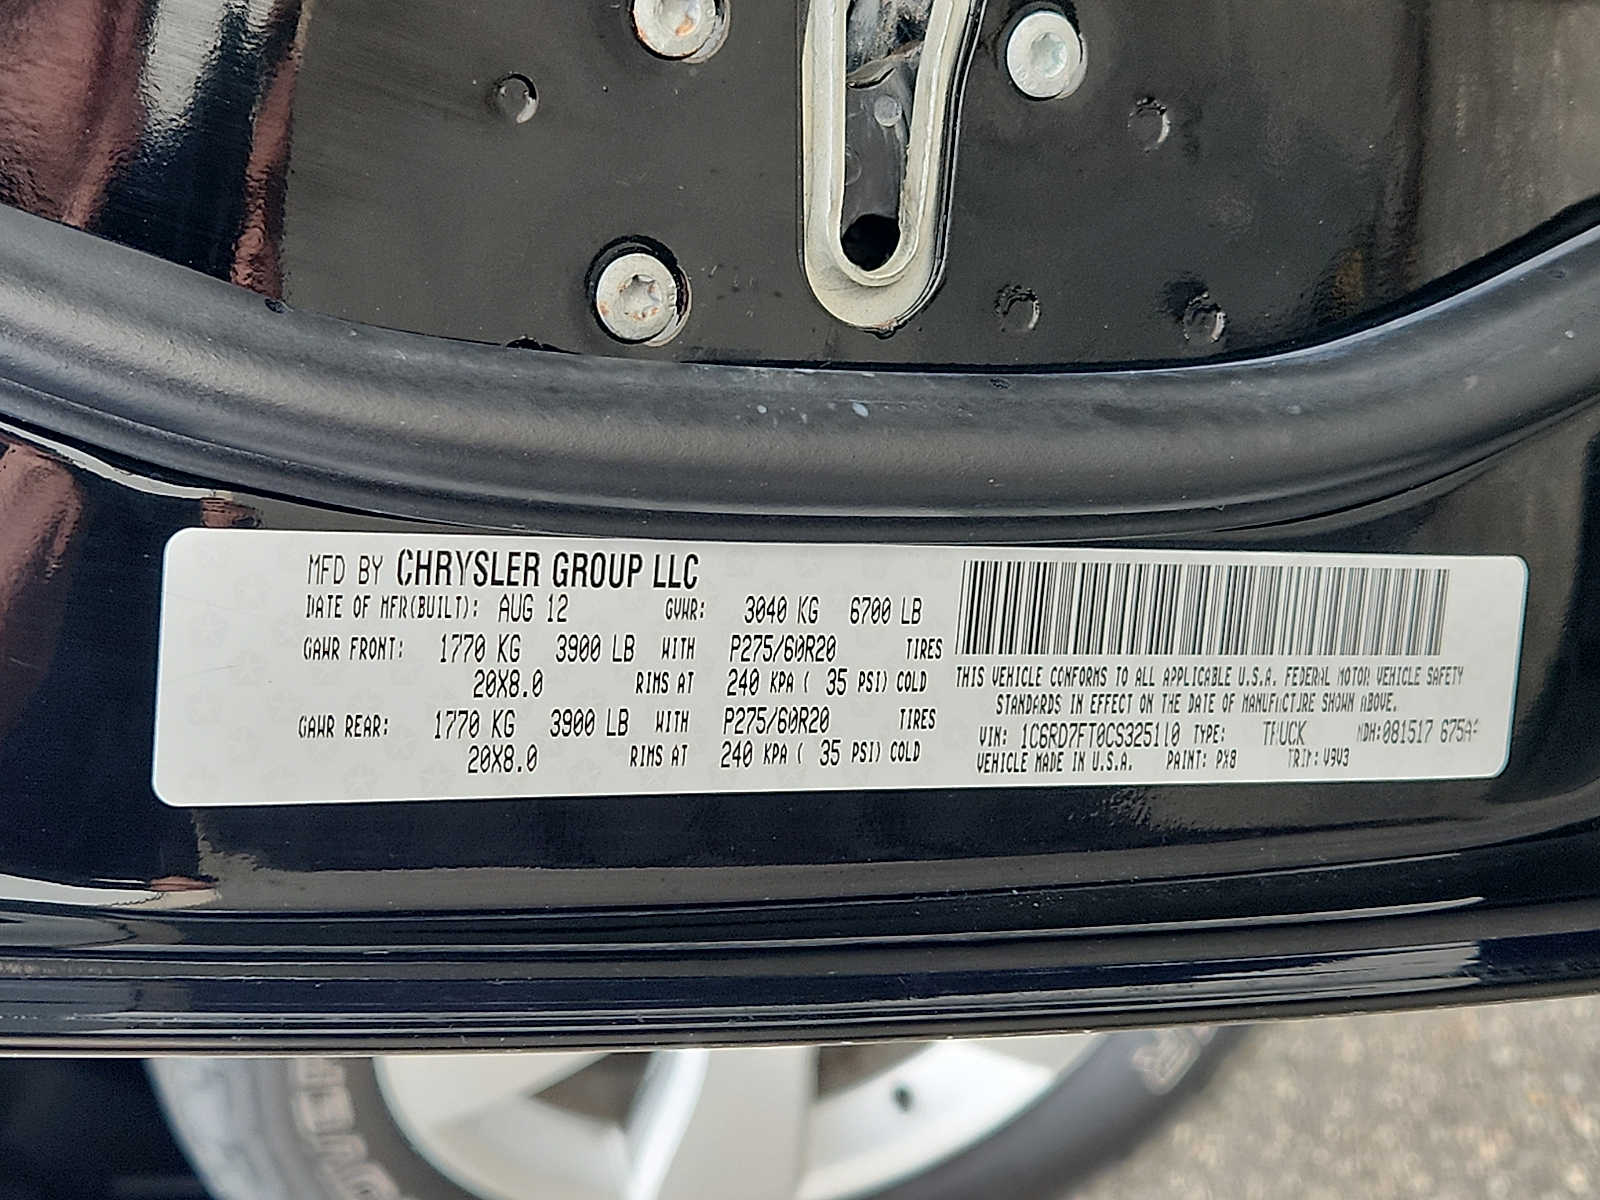 MFD BY CHRYSLER GROUP LLC
DATE OF MFR(BUILT): AUG 12 GVWR: 3040 KG 6700 LB
GAWR FRONT: 1770 KG 3900 LB WITH P275/60R20 TIRES
20X8.0 RIMS AT 240 KPA ( 35 PSI) COLD
GAWR REAR: 1770 KG 3900 LB WITH P275/60R20 TIRES
20X8.0 RIMS AT 240 KPA ( 35 PSI) COLD
THIS VEHICLE CONFORMS TO ALL APPLICABLE U.S.A. FEDERAL MOTOR VEHICLE SAFETY
STANDARDS IN EFFECT ON THE DATE OF MANUFACTURE SHOWN ABOVE.
VIN: 1C6RD7FT0CS325110 TYPE: TRUCK MDH: 081517
VEHICLE MADE IN U.S.A. PAINT: PX8 TRIM: V9V3